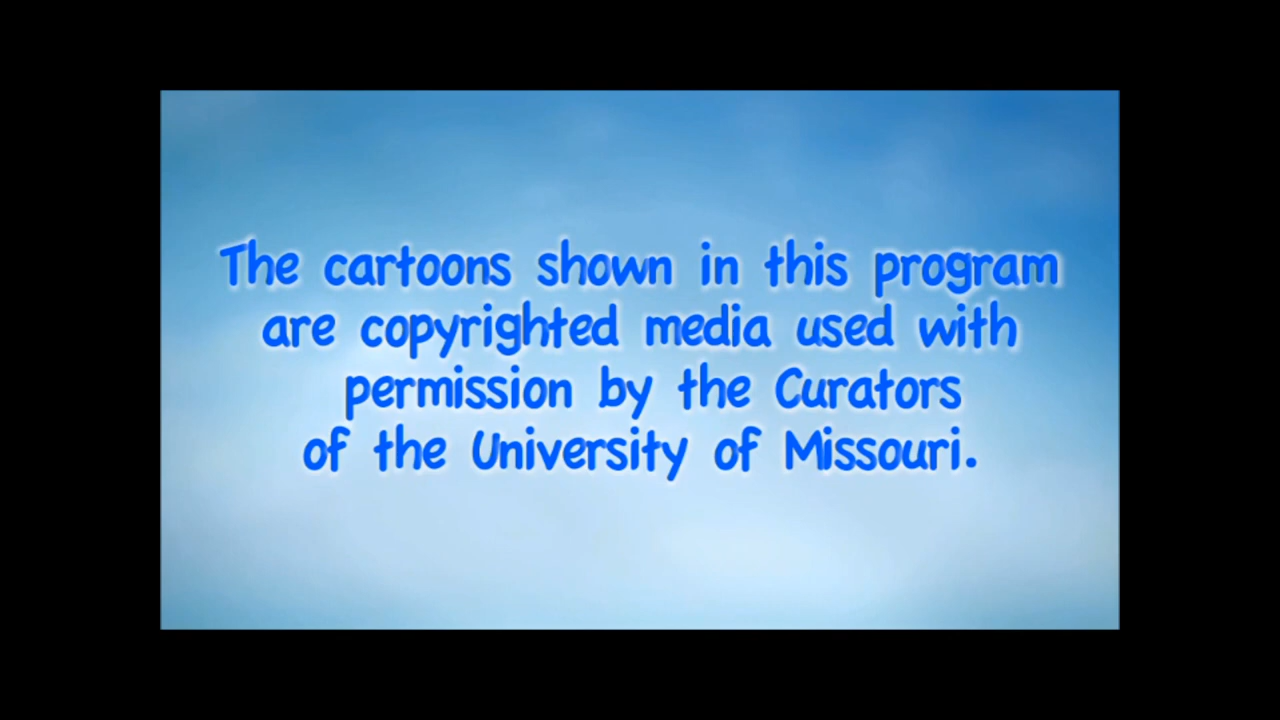 The cartoons shown in this program
are copyrighted media used with
permission by the Curators
of the University of Missouri.